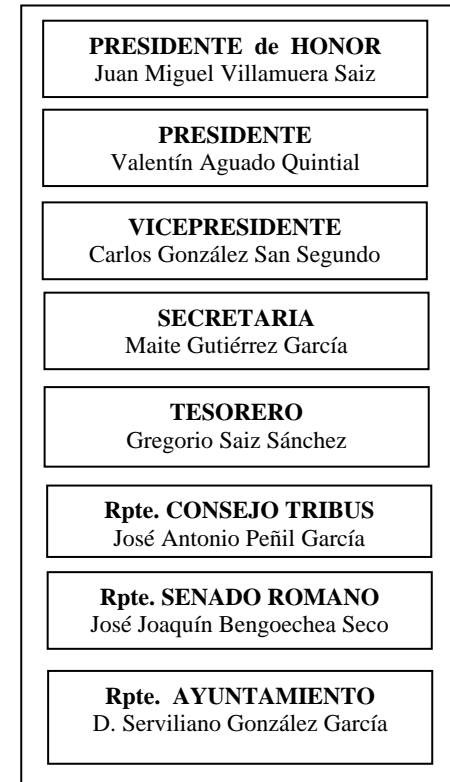 PRESIDENTE de HONOR
Juan Miguel Villamuera Saiz
PRESIDENTE
Valentín Aguado Quintial
VICEPRESIDENTE
Carlos González San Segundo
SECRETARIA
Maite Gutiérrez García
TESORERO
Gregorio Saiz Sánchez
Rpte. CONSEJO TRIBUS
José Antonio Peñil García
Rpte. SENADO ROMANO
José Joaquín Bengoechea Seco
Rpte. AYUNTAMIENTO
D. Serviliano González García